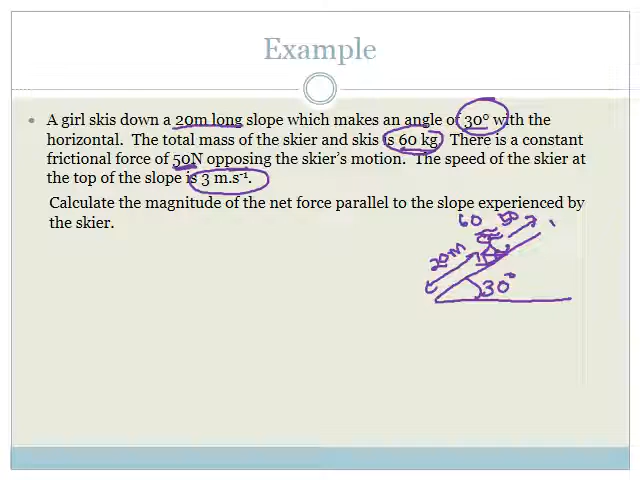 Example
• A girl skis down a 20m long slope which makes an angle of 30° with the
horizontal. The total mass of the skier and skis is 60 kg. There is a constant
frictional force of 50N opposing the skier's motion. The speed of the skier at
the top of the slope is 3 m.s⁻¹.
Calculate the magnitude of the net force parallel to the slope experienced by
the skier.
60 50
20m
30°